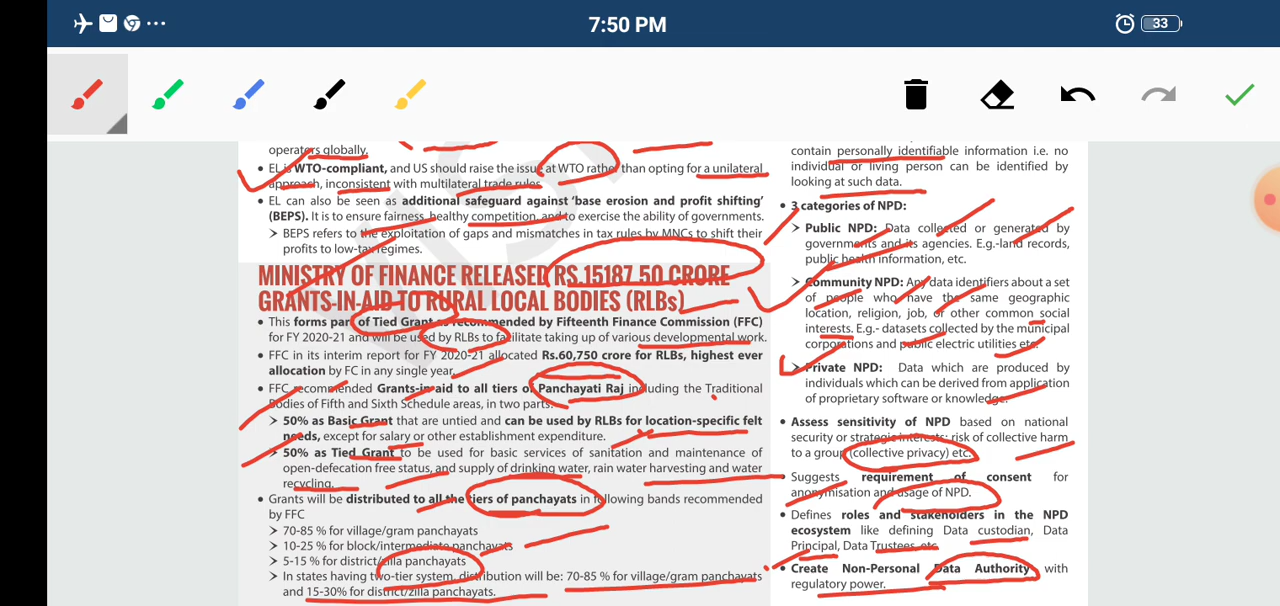 7:50 PM
33
operators globally.
• EL is WTO-compliant, and US should raise the issue at WTO rather than opting for a unilateral
approach, inconsistent with multilateral trade rules.
• EL can also be seen as additional safeguard against 'base erosion and profit shifting'
(BEPS). It is to ensure fairness, healthy competition, and to exercise the ability of governments.
➤ BEPS refers to the exploitation of gaps and mismatches in tax rules by MNCs to shift their
profits to low-tax regimes.
MINISTRY OF FINANCE RELEASED RS.15187.50 CRORE
GRANTS-IN-AID TO RURAL LOCAL BODIES (RLBs)
• This forms part of Tied Grant as recommended by Fifteenth Finance Commission (FFC)
for FY 2020-21 and will be used by RLBs to facilitate taking up of various developmental work.
• FFC in its interim report for FY 2020-21 allocated Rs.60,750 crore for RLBs, highest ever
allocation by FC in any single year.
• FFC recommended Grants-in-aid to all tiers of Panchayati Raj including the Traditional
Bodies of Fifth and Sixth Schedule areas, in two parts:
➤ 50% as Basic Grant that are untied and can be used by RLBs for location-specific felt
needs, except for salary or other establishment expenditure.
➤ 50% as Tied Grant to be used for basic services of sanitation and maintenance of
open-defecation free status, and supply of drinking water, rain water harvesting and water
recycling.
• Grants will be distributed to all the tiers of panchayats in following bands recommended
by FFC
➤ 70-85 % for village/gram panchayats
➤ 10-25 % for block/intermediate panchayats
➤ 5-15 % for district/zilla panchayats
➤ In states having two-tier system, distribution will be: 70-85 % for village/gram panchayats
and 15-30% for district/zilla panchayats.
contain personally identifiable information i.e. no
individual or living person can be identified by
looking at such data.
• 3 categories of NPD:
➤ Public NPD: Data collected or generated by
governments and its agencies. E.g.-land records,
public health information, etc.
➤ Community NPD: Any data identifiers about a set
of people who have the same geographic
location, religion, job, or other common social
interests. E.g.- datasets collected by the municipal
corporations and public electric utilities etc.
➤ Private NPD: Data which are produced by
individuals which can be derived from application
of proprietary software or knowledge.
• Assess sensitivity of NPD based on national
security or strategic interests; risk of collective harm
to a group (collective privacy) etc.
• Suggests requirement of consent for
anonymisation and usage of NPD.
• Defines roles and stakeholders in the NPD
ecosystem like defining Data custodian, Data
Principal, Data Trustees, etc.
• Create Non-Personal Data Authority with
regulatory power.